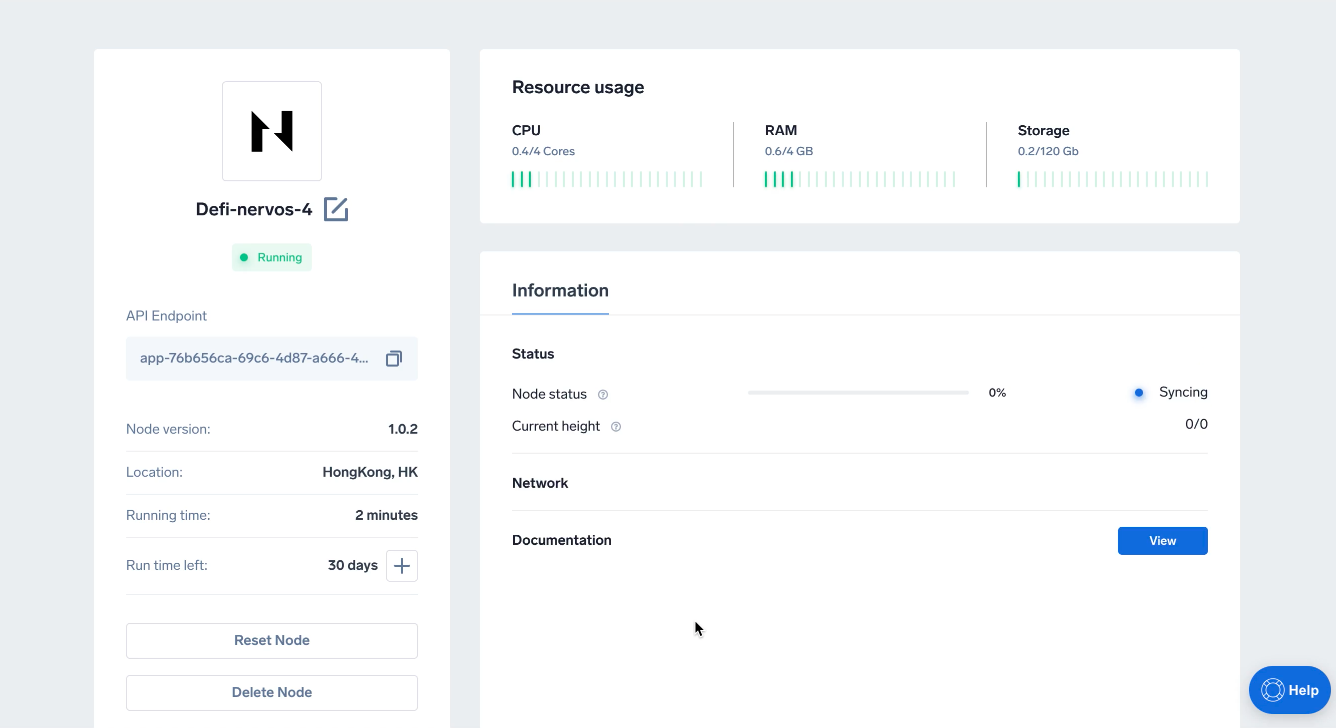 Defi-nervos-4
Running
API Endpoint
app-76b656ca-69c6-4d87-a666-4...
Node version: 1.0.2
Location: HongKong, HK
Running time: 2 minutes
Run time left: 30 days
Reset Node
Delete Node
Resource usage
CPU
0.4/4 Cores
RAM
0.6/4 GB
Storage
0.2/120 Gb
Information
Status
Node status 0% Syncing
Current height 0/0
Network
Documentation View
Help